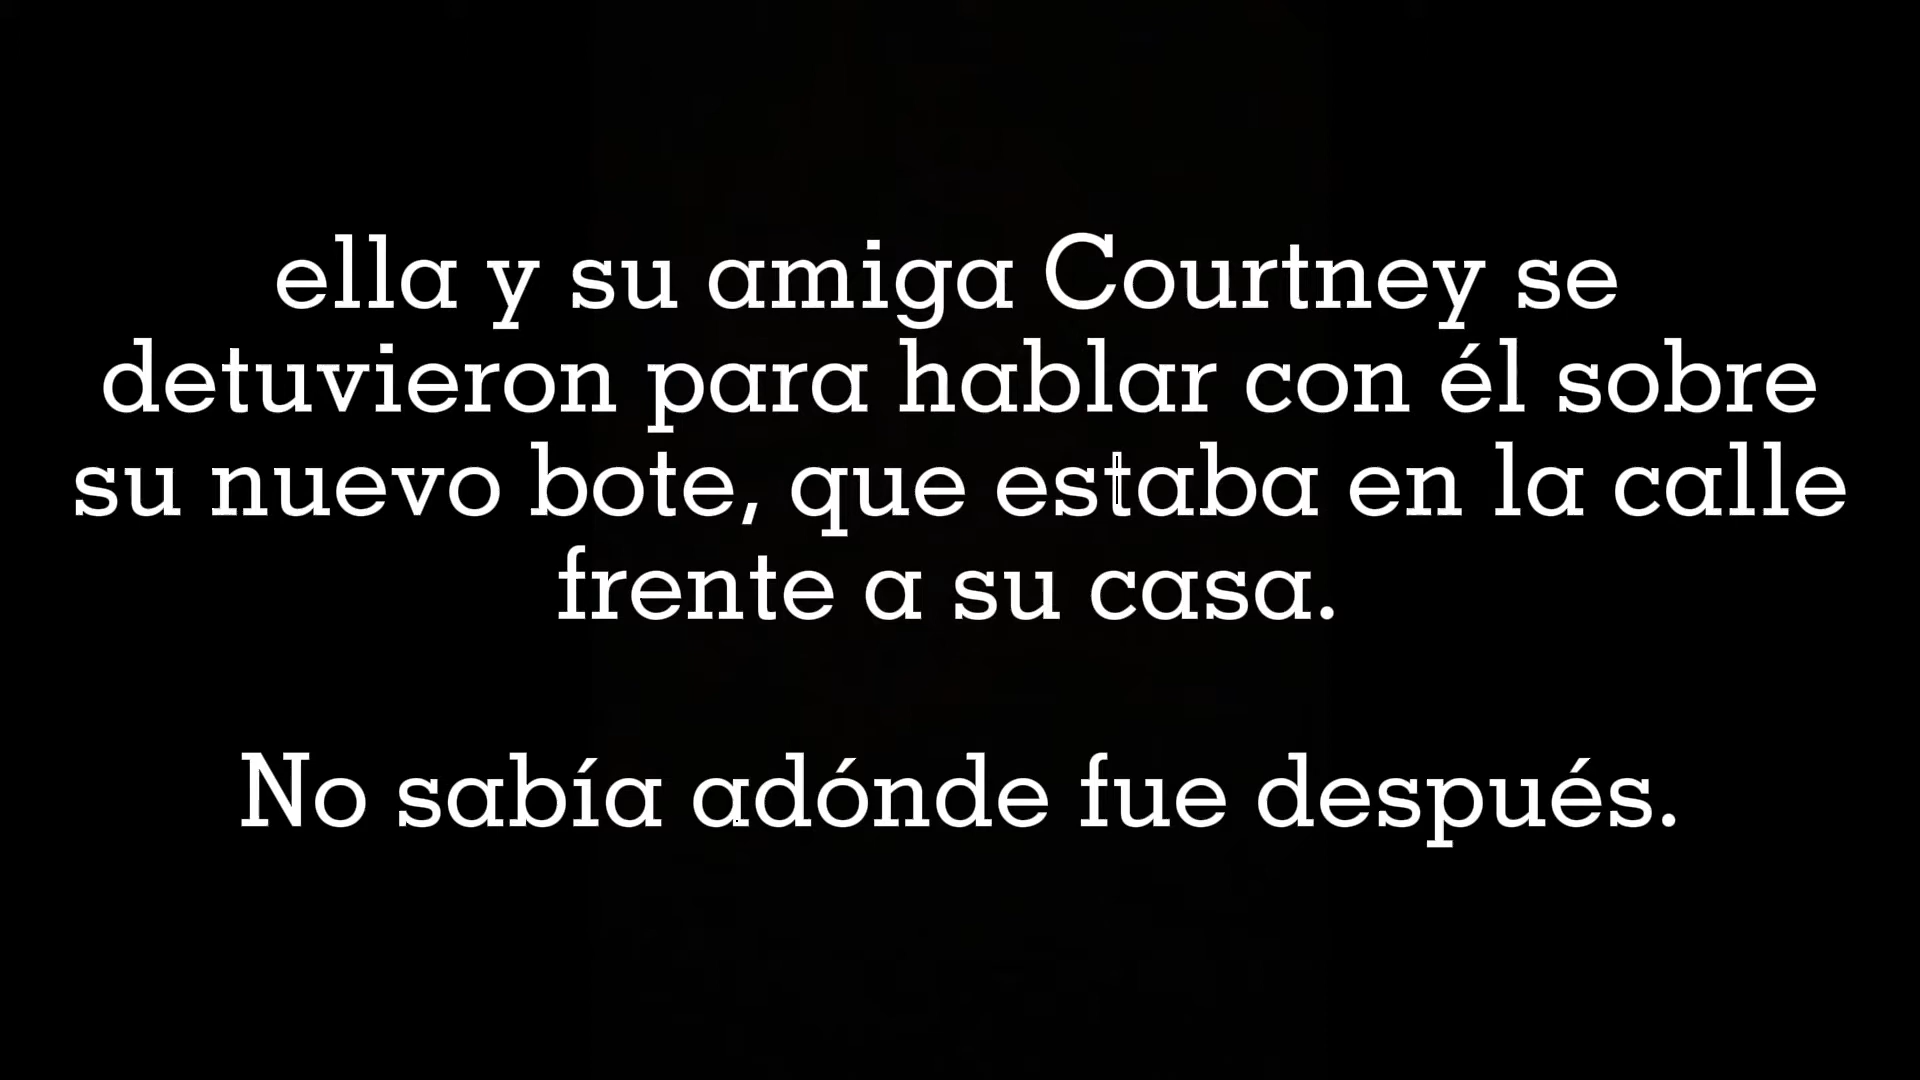 ella y su amiga Courtney se
detuvieron para hablar con él sobre
su nuevo bote, que estaba en la calle
frente a su casa.
No sabía adónde fue después.